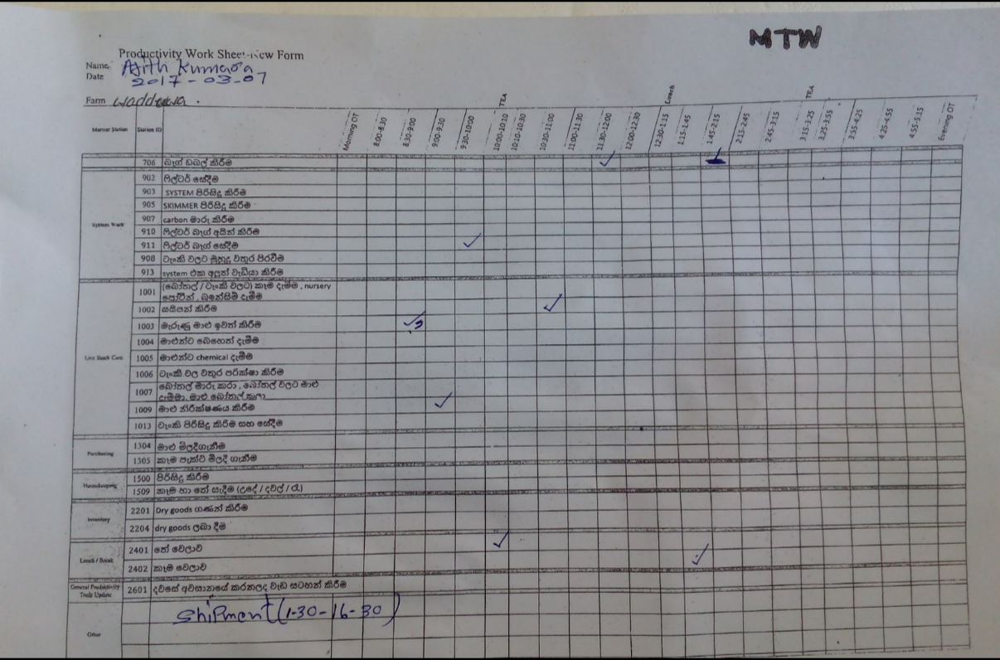 MTW
Productivity Work Sheet-New Form
Name Ajith Kumara
Date 2017-03-07
Farm Wadduwa.
Marster Station Station ID Morning OT 8:00-8:30 8:30-9:00 9:00-9:30 9:30-10:00 TEA 10:00-10:10 10:10-10:30 10:30-11:00 11:00-11:30 11:30-12:00 12:00-12:30 Lunch 12:30-1:15 1:15-1:45 1:45-2:15 2:15-2:45 2:45-3:15 TEA 3:15-3:25 3:25-3:55 3:55-4:25 4:25-4:55 4:55-5:15 Evening OT
706 බෑග් ඩබල් කිරීම
System Work
902 ෆිල්ටර් සේදීම
903 SYSTEM පිරිසිදු කිරීම
905 SKIMMER පිරිසිදු කිරීම
907 carbon මාරු කිරීම
910 ෆිල්ටර් බෑග් අයින් කිරීම
911 ෆිල්ටර් බෑග් සේදීම
908 ටැංකි වලට මුහුදු වතුර පිරවීම
913 system එක අලුත් වැඩියා කිරීම
Live Stock Care
1001 (බෝතල් / ටැංකි වලට) කෑම දැමීම , nursery
පෝටීන් , බ්‍රයින්සිම් දැමීම
1002 සයිපන් කිරීම
1003 මැරුණු මාළු ඉවත් කිරීම
1004 මාළුන්ට බෙහෙත් දැමීම
1005 මාළුන්ට chemical දැමීම
1006 ටැංකි වල වතුර පරික්ෂා කිරීම
1007 බෝතල් මාරු කරා , බෝතල් වලට මාළු
දැම්මා, මාළු බෝතල් කලා
1009 මාළු නිරීක්ෂණය කිරීම
1013 ටැංකි පිරිසිදු කිරීම සහ සේදීම
Purchasing
1304 මාළු මිලදීගැනීම
1305 කෑම පැකට් මිලදී ගැනීම
Housekeeping
1500 පිරිසිදු කිරීම
1509 කෑම හා තේ සෑදීම (උදේ / දවල් / රෑ)
Inventory
2201 Dry goods ගණන් කිරීම
2204 dry goods ලබා දීම
Lunch / Break
2401 තේ වෙලාව
2402 කෑම වෙලාව
General Productivity Tools Update
2601 දවසේ අවසානයේ කරනලද වැඩ සටහන් කිරීම
Other
Shipment (1-30-16-30)